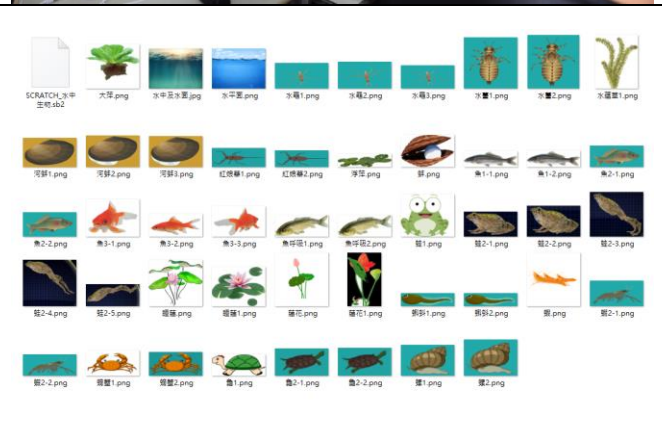 SCRATCH_水中
生物.sb2
大萍.png
水中及水面.jpg
水平面.png
水黽1.png
水黽2.png
水黽3.png
水蠆1.png
水蠆2.png
水蘊草1.png
河蚌1.png
河蚌2.png
河蚌3.png
紅娘華1.png
紅娘華2.png
浮萍.png
蚌.png
魚1-1.png
魚1-2.png
魚2-1.png
魚2-2.png
魚3-1.png
魚3-2.png
魚3-3.png
魚呼吸1.png
魚呼吸2.png
蛙1.png
蛙2-1.png
蛙2-2.png
蛙2-3.png
蛙2-4.png
蛙2-5.png
睡蓮.png
睡蓮1.png
蓮花.png
蓮花1.png
蝌蚪1.png
蝌蚪2.png
蝦.png
蝦2-1.png
蝦2-2.png
螃蟹1.png
螃蟹2.png
龜1.png
龜2-1.png
龜2-2.png
螺1.png
螺2.png